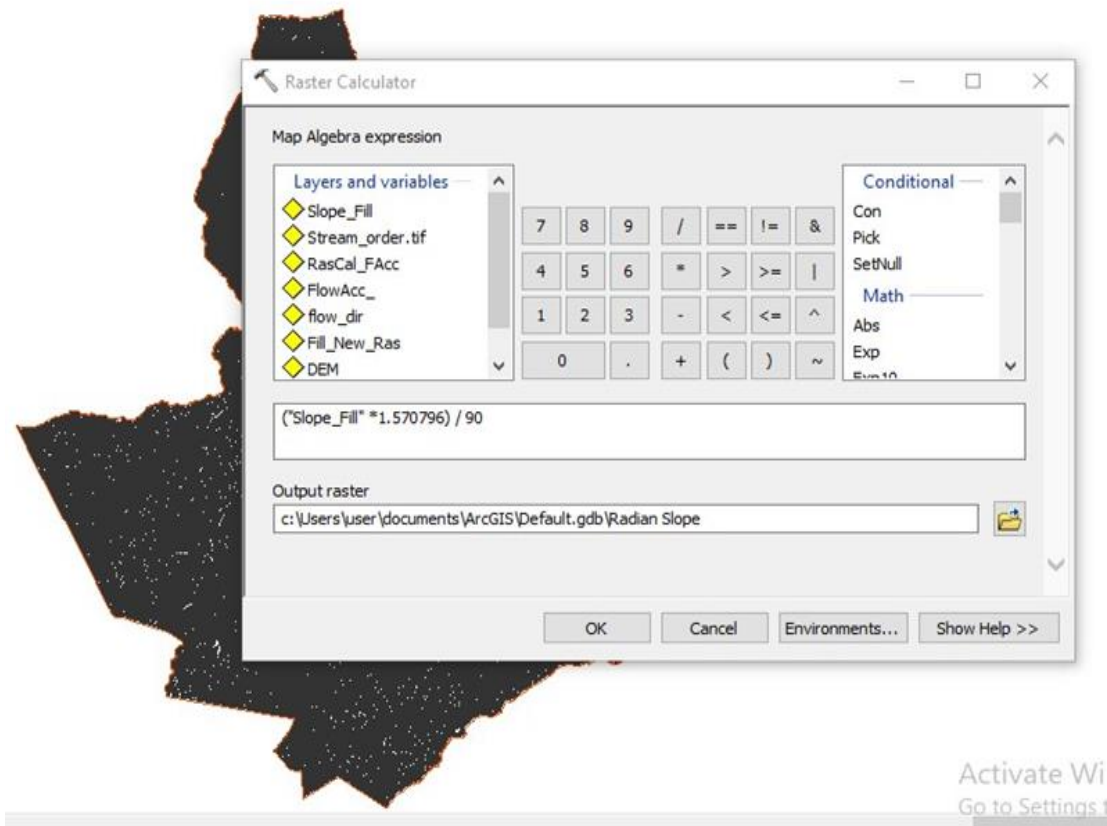 Raster Calculator
Map Algebra expression
Layers and variables
Slope_Fill
Stream_order.tif
RasCal_FAcc
FlowAcc_
flow_dir
Fill_New_Ras
DEM
7 8 9 / == != &
4 5 6 * > >= |
1 2 3 - < <= ^
0 . + ( ) ~
Conditional
Con
Pick
SetNull
Math
Abs
Exp
Exp10
("Slope_Fill" *1.570796) / 90
Output raster
c:\Users\user\documents\ArcGIS\Default.gdb\Radian Slope
OK Cancel Environments... Show Help >>
Activate Wi
Go to Settings t